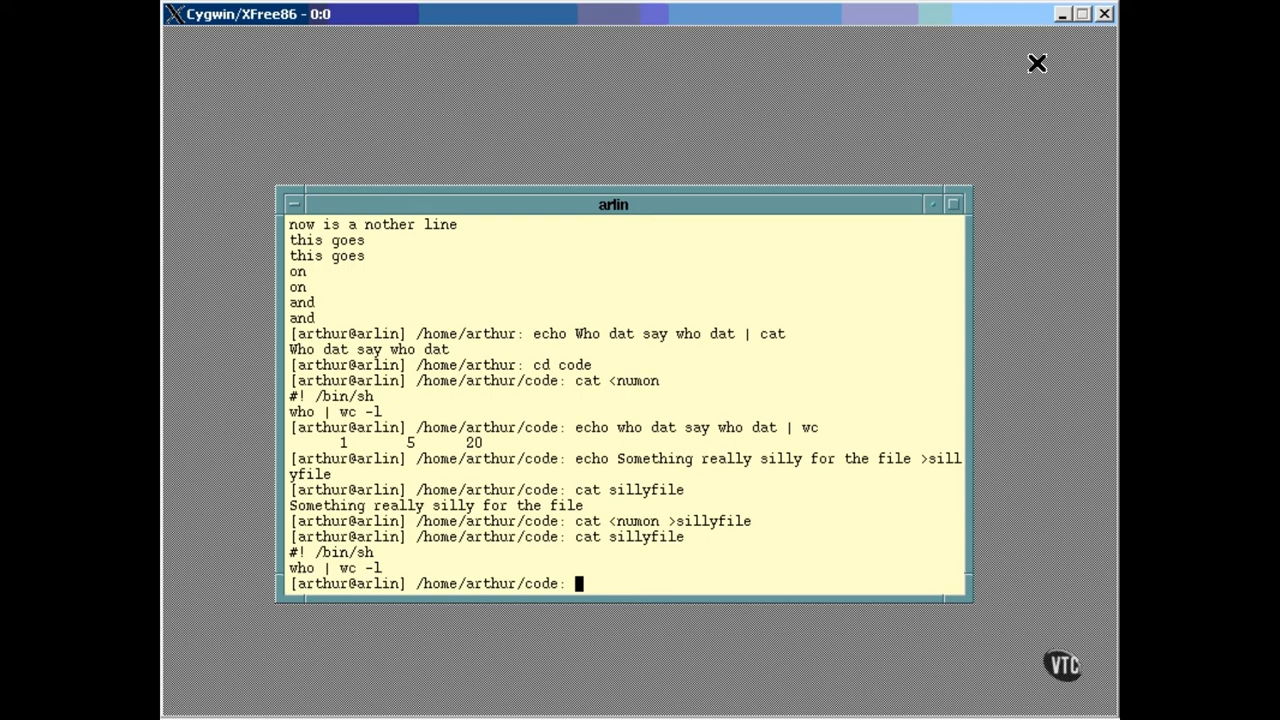 Cygwin/XFree86 - 0:0
arlin
now is a nother line
this goes
this goes
on
on
and
and
[arthur@arlin] /home/arthur: echo Who dat say who dat | cat
Who dat say who dat
[arthur@arlin] /home/arthur: cd code
[arthur@arlin] /home/arthur/code: cat <numon
#! /bin/sh
who | wc -l
[arthur@arlin] /home/arthur/code: echo who dat say who dat | wc
1 5 20
[arthur@arlin] /home/arthur/code: echo Something really silly for the file >sill
yfile
[arthur@arlin] /home/arthur/code: cat sillyfile
Something really silly for the file
[arthur@arlin] /home/arthur/code: cat <numon >sillyfile
[arthur@arlin] /home/arthur/code: cat sillyfile
#! /bin/sh
who | wc -l
[arthur@arlin] /home/arthur/code:
VTC